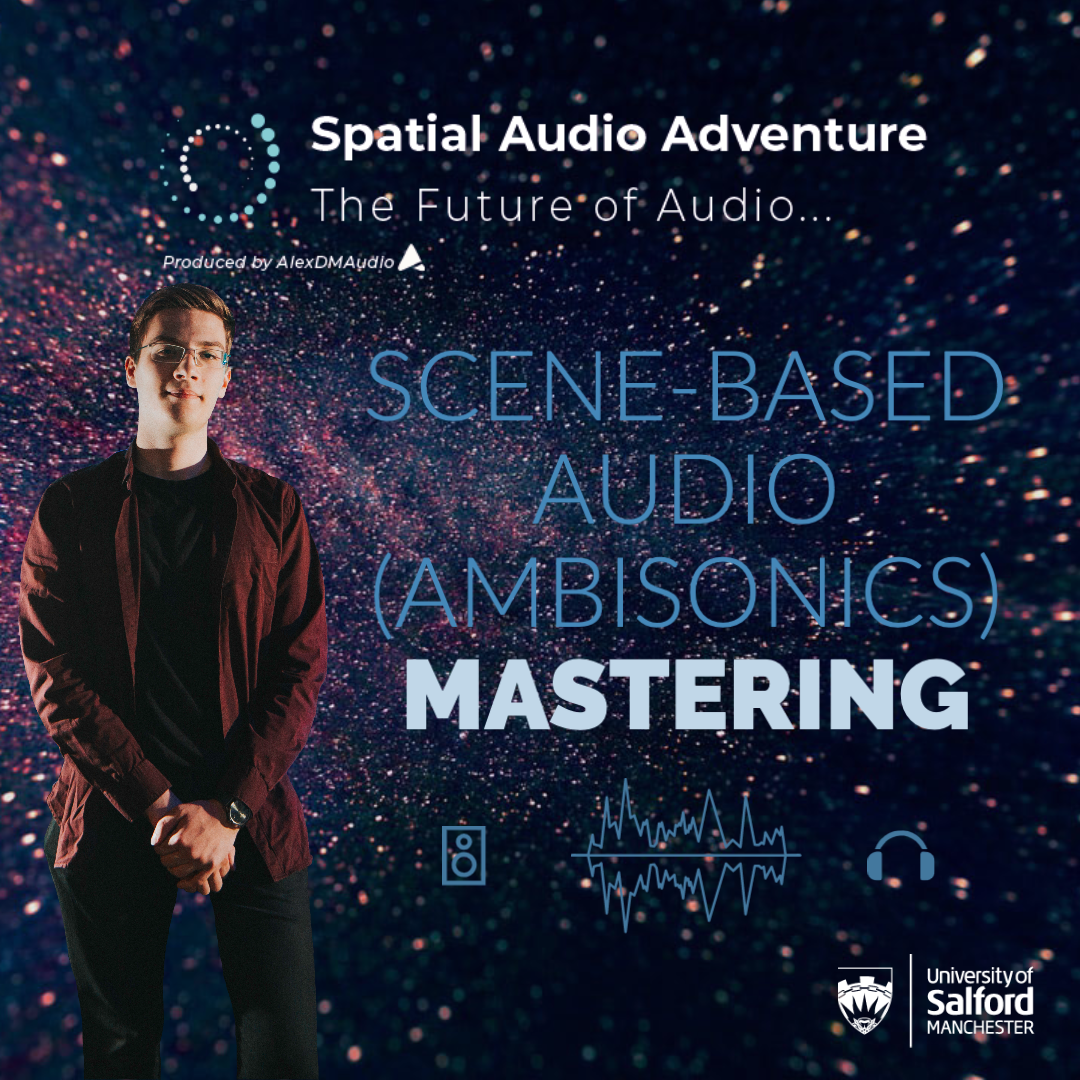 Spatial Audio Adventure
The Future of Audio...
Produced by AlexDMAudio
SCENE-BASED
AUDIO
(AMBISONICS)
MASTERING
University of
Salford
MANCHESTER